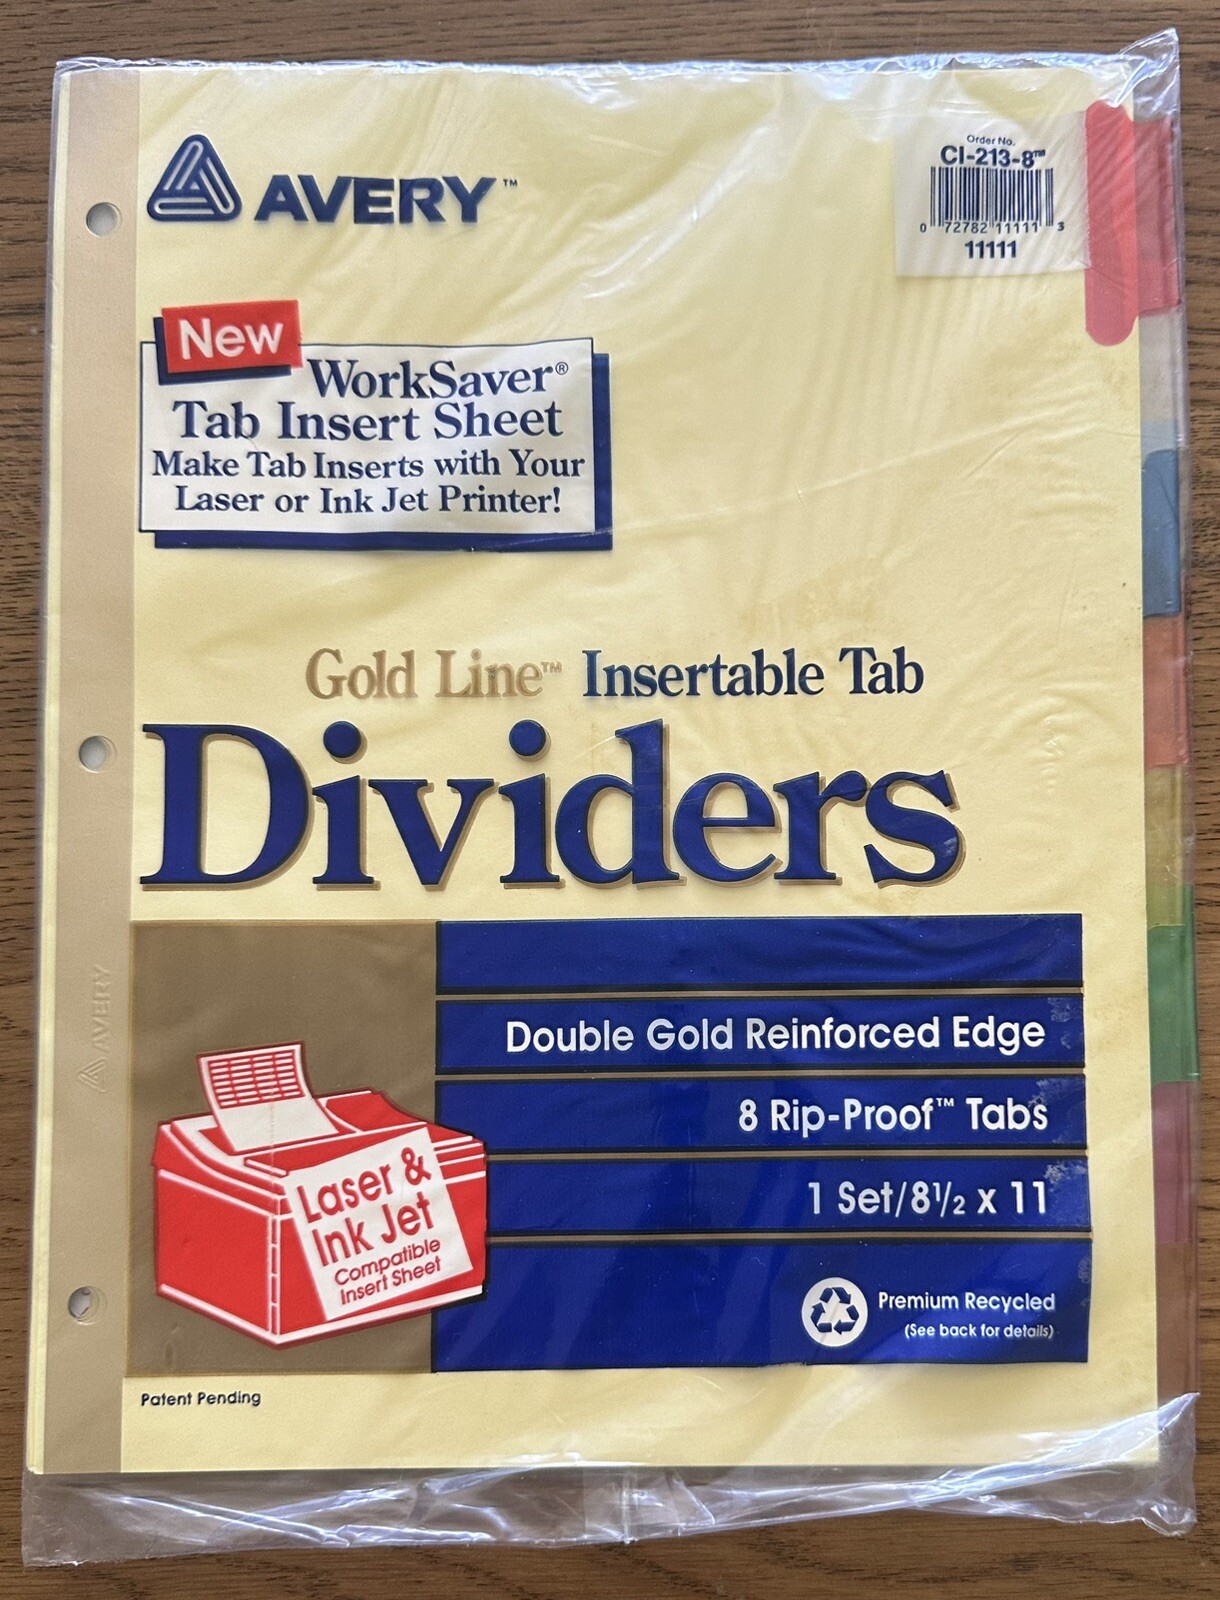 AVERY™
Order No.
CI-213-8™
0 72782 11111 3
11111
New
WorkSaver®
Tab Insert Sheet
Make Tab Inserts with Your
Laser or Ink Jet Printer!
Gold Line™ Insertable Tab
Dividers
Double Gold Reinforced Edge
8 Rip-Proof™ Tabs
1 Set/8½ x 11
AVERY
Laser &
Ink Jet
Compatible
Insert Sheet
Premium Recycled
(See back for details)
Patent Pending